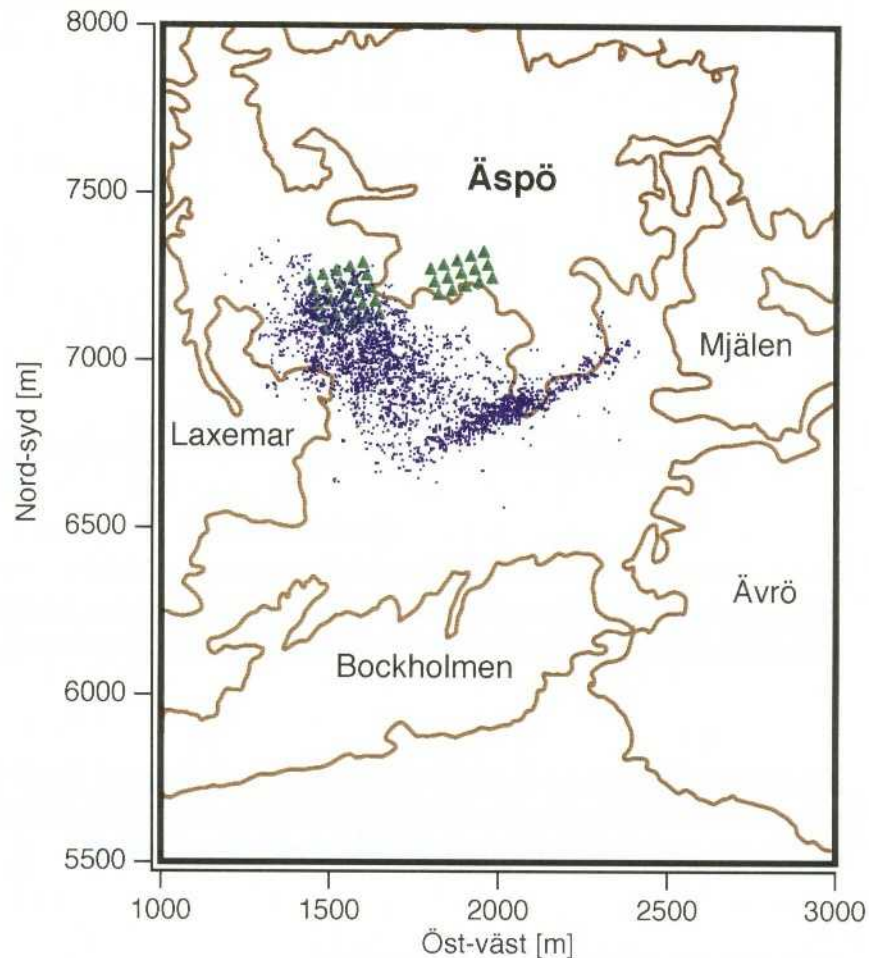 8000
7500
7000
6500
6000
5500
Nord-syd [m]
Äspö
Mjälen
Laxemar
Ävrö
Bockholmen
1000
1500
2000
2500
3000
Öst-väst [m]